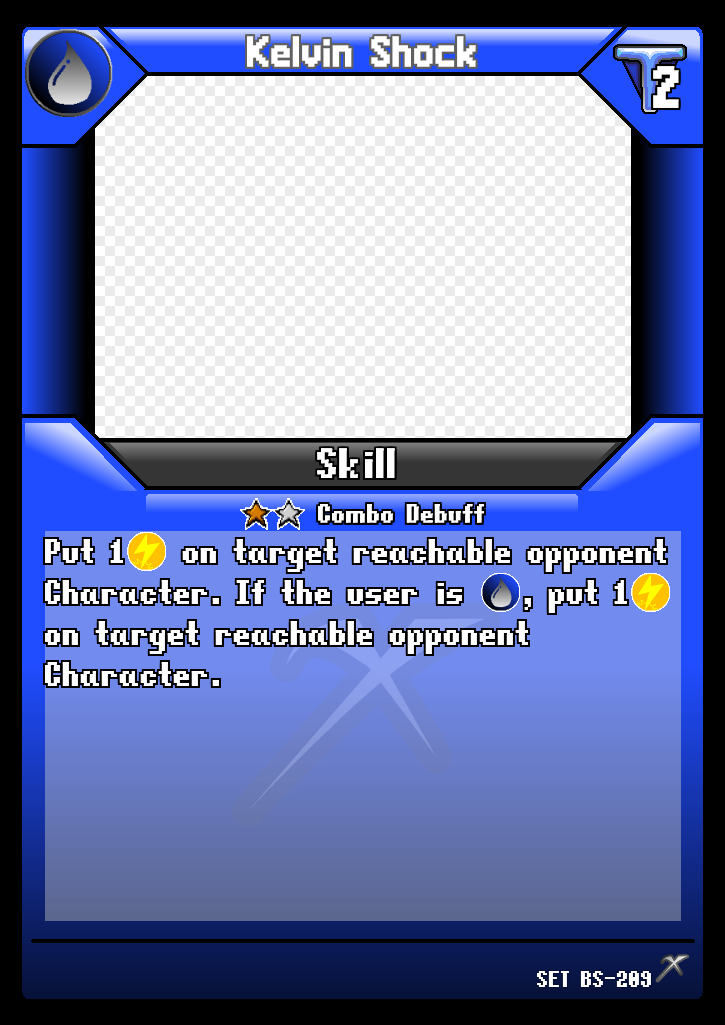 Kelvin Shock
2
Skill
Combo Debuff
Put 1 on target reachable opponent
Character. If the user is , put 1
on target reachable opponent
Character.
SET BS-209